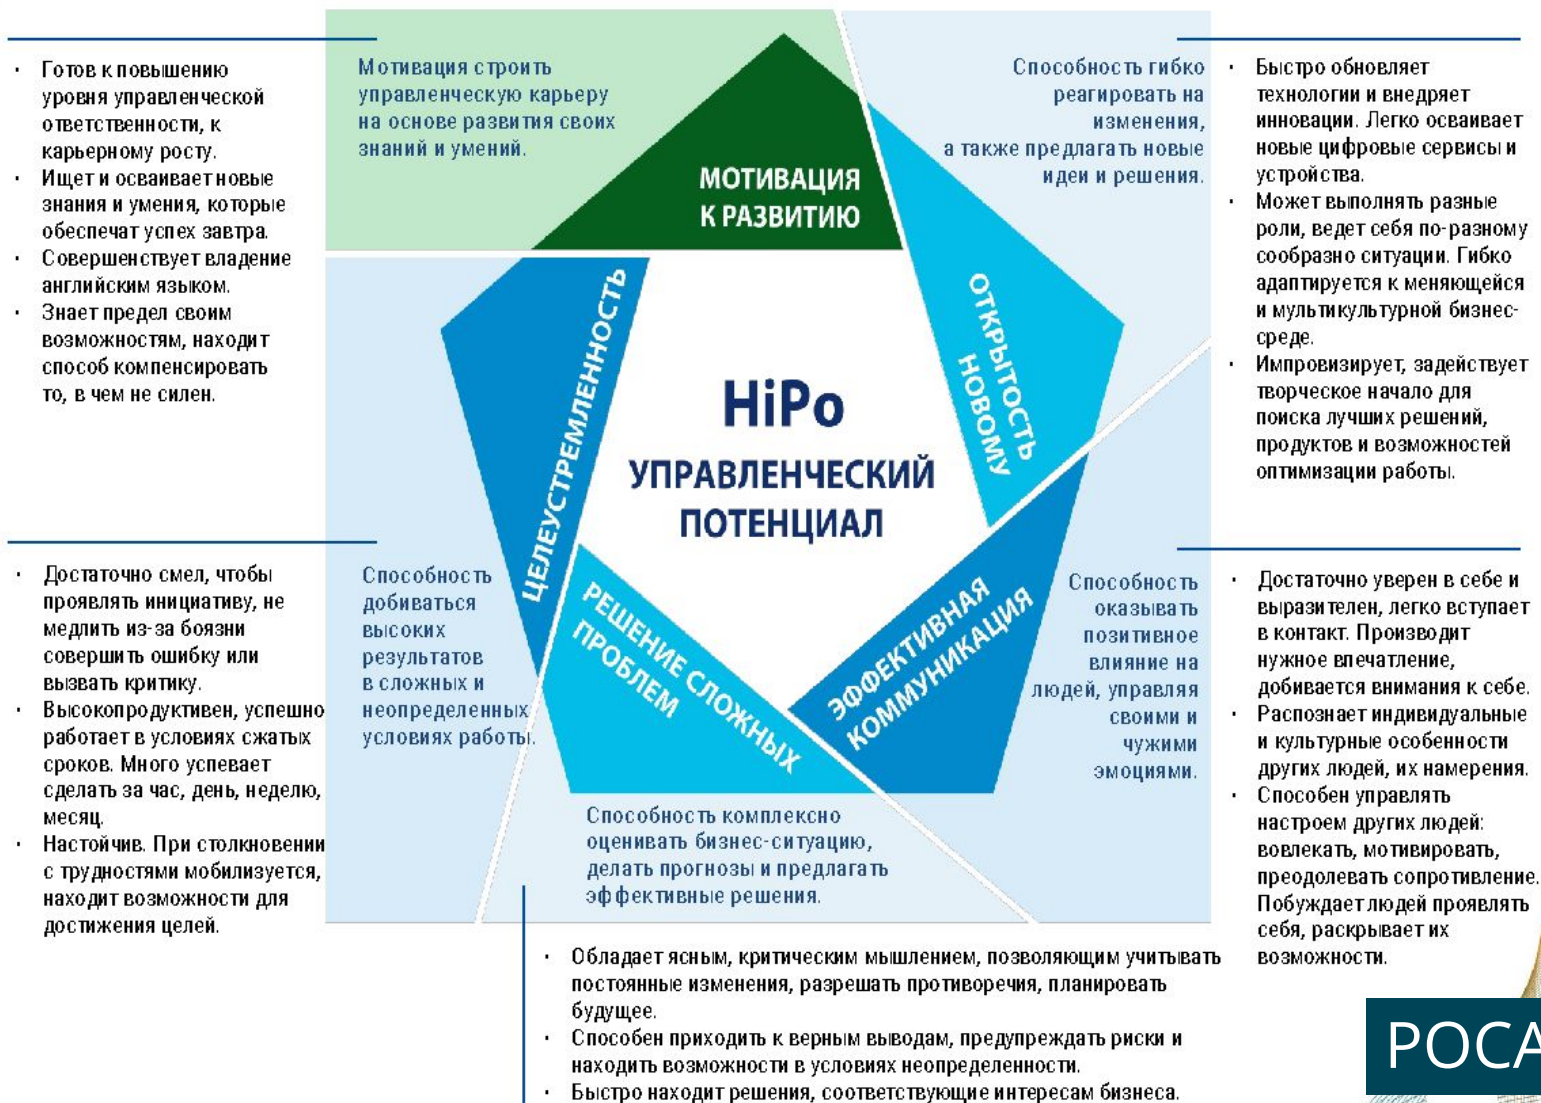 · Готов к повышению
уровня управленческой
ответственности, к
карьерному росту.
· Ищет и осваивает новые
знания и умения, которые
обеспечат успех завтра.
· Совершенствует владение
английским языком.
· Знает предел своим
возможностям, находит
способ компенсировать
то, в чем не силен.
Мотивация строить
управленческую карьеру
на основе развития своих
знаний и умений.
МОТИВАЦИЯ
К РАЗВИТИЮ
Способность гибко
реагировать на
изменения,
а также предлагать новые
идеи и решения.
· Быстро обновляет
технологии и внедряет
инновации. Легко осваивает
новые цифровые сервисы и
устройства.
· Может выполнять разные
роли, ведет себя по-разному
сообразно ситуации. Гибко
адаптируется к меняющейся
и мультикультурной бизнес-
среде.
· Импровизирует, задействует
творческое начало для
поиска лучших решений,
продуктов и возможностей
оптимизации работы.
ОТКРЫТОСТЬ
НОВОМУ
HiPo
УПРАВЛЕНЧЕСКИЙ
ПОТЕНЦИАЛ
ЦЕЛЕУСТРЕМЛЕННОСТЬ
· Достаточно смел, чтобы
проявлять инициативу, не
медлить из-за боязни
совершить ошибку или
вызвать критику.
· Высокопродуктивен, успешно
работает в условиях сжатых
сроков. Много успевает
сделать за час, день, неделю,
месяц.
· Настойчив. При столкновении
с трудностями мобилизуется,
находит возможности для
достижения целей.
Способность
добиваться
высоких
результатов
в сложных и
неопределенных
условиях работы.
РЕШЕНИЕ СЛОЖНЫХ
ПРОБЛЕМ
ЭФФЕКТИВНАЯ
КОММУНИКАЦИЯ
Способность
оказывать
позитивное
влияние на
людей, управляя
своими и
чужими
эмоциями.
· Достаточно уверен в себе и
выразителен, легко вступает
в контакт. Производит
нужное впечатление,
добивается внимания к себе.
· Распознает индивидуальные
и культурные особенности
других людей, их намерения.
· Способен управлять
настроем других людей:
вовлекать, мотивировать,
преодолевать сопротивление.
Побуждает людей проявлять
себя, раскрывает их
возможности.
Способность комплексно
оценивать бизнес-ситуацию,
делать прогнозы и предлагать
эффективные решения.
· Обладает ясным, критическим мышлением, позволяющим учитывать
постоянные изменения, разрешать противоречия, планировать
будущее.
· Способен приходить к верным выводам, предупреждать риски и
находить возможности в условиях неопределенности.
· Быстро находит решения, соответствующие интересам бизнеса.
РОСА